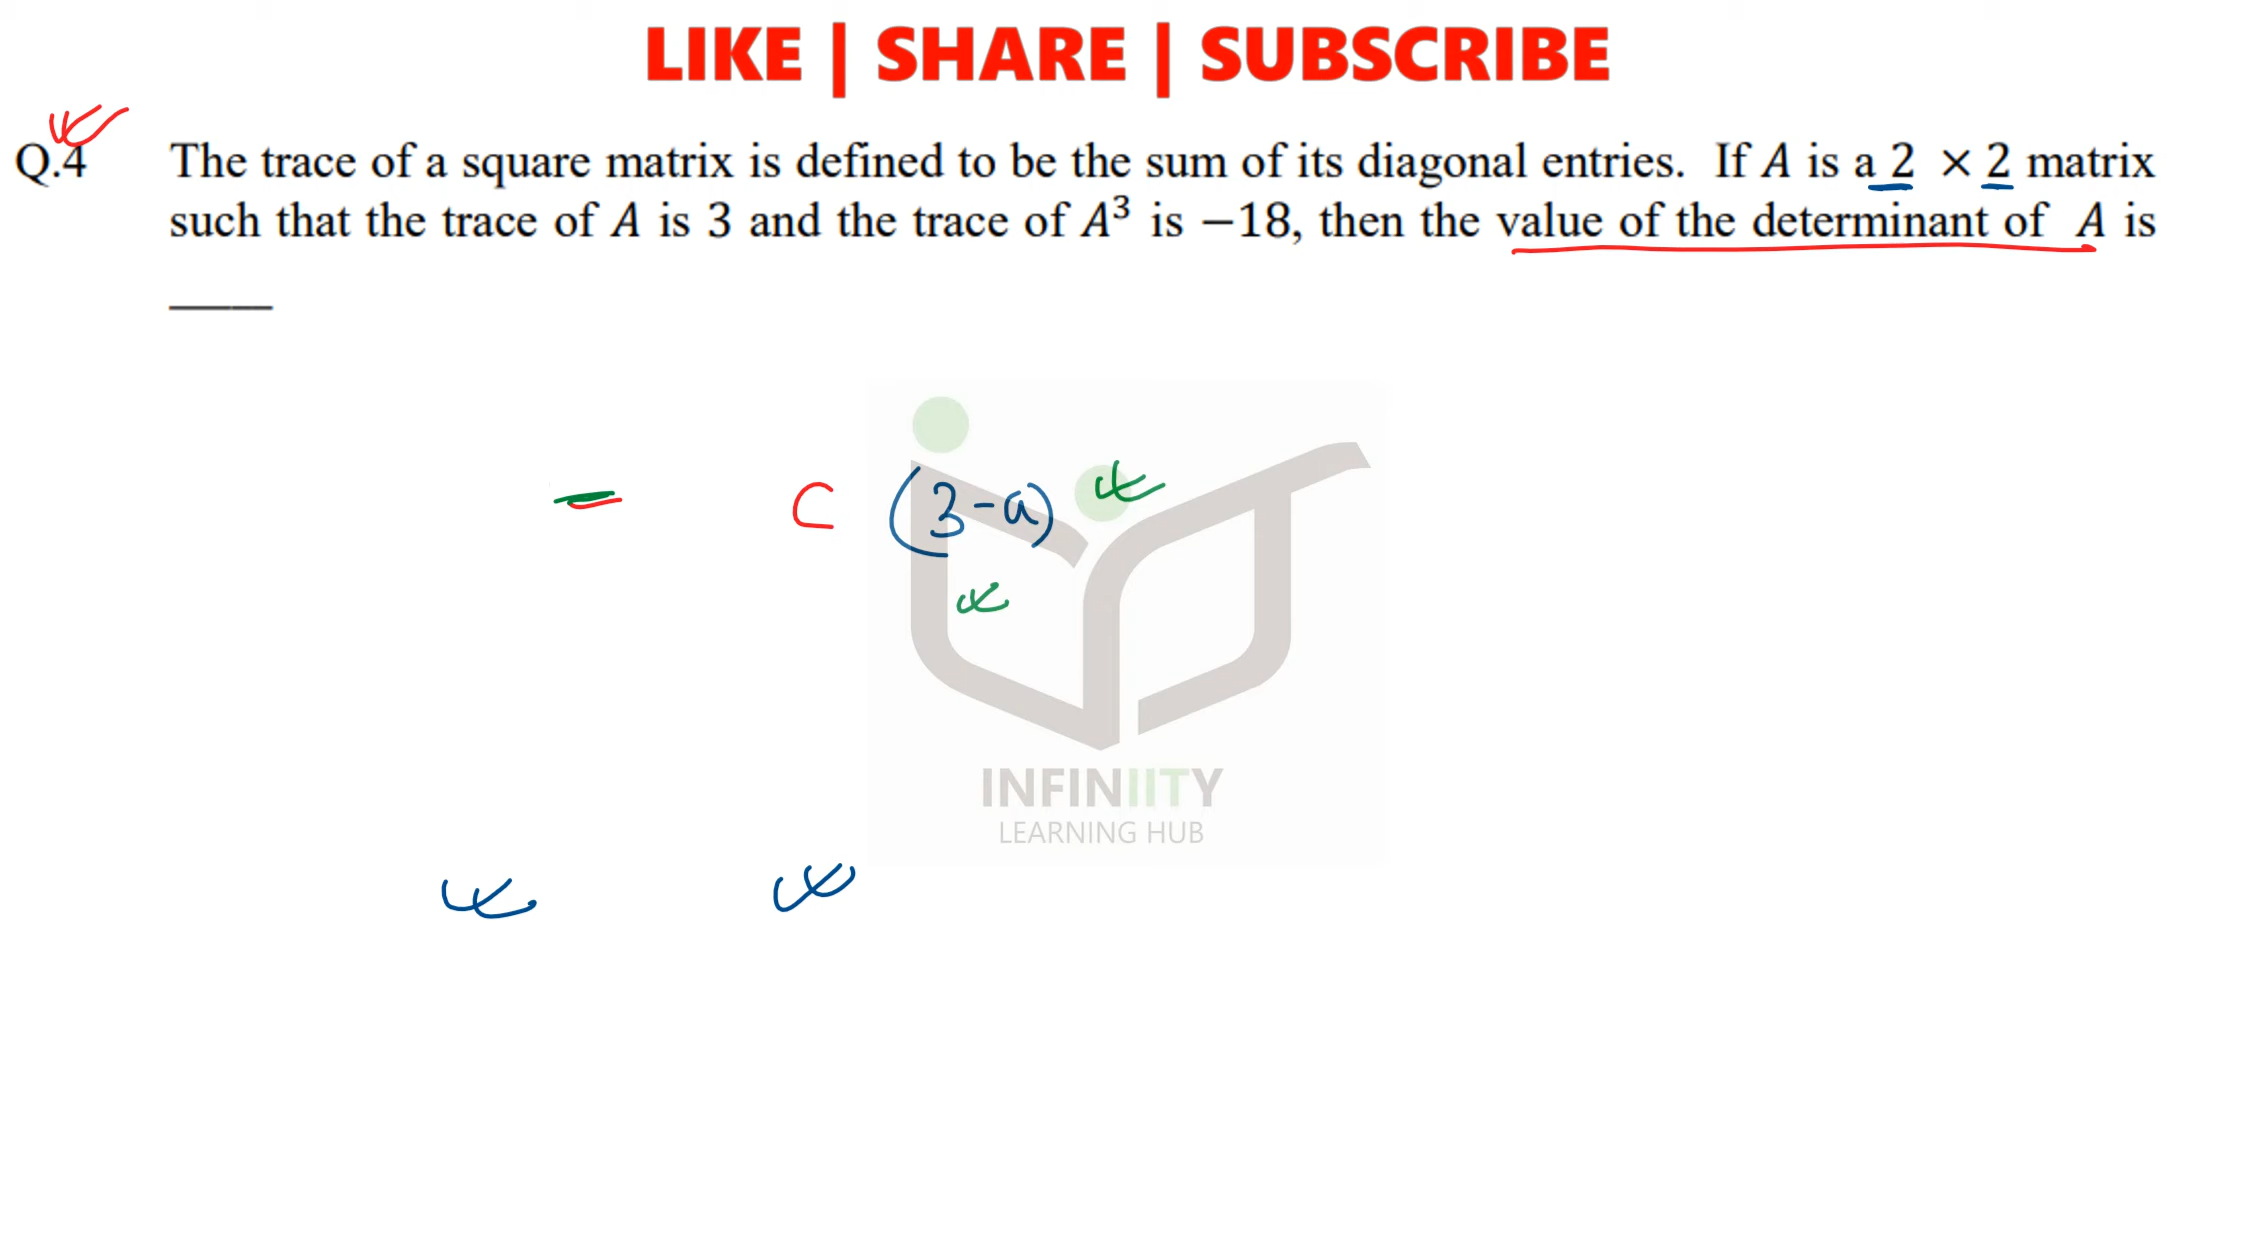 LIKE | SHARE | SUBSCRIBE
Q.4 The trace of a square matrix is defined to be the sum of its diagonal entries. If A is a 2 × 2 matrix
such that the trace of A is 3 and the trace of A³ is −18, then the value of the determinant of A is
_____
= C (3-a)
INFINIITY
LEARNING HUB